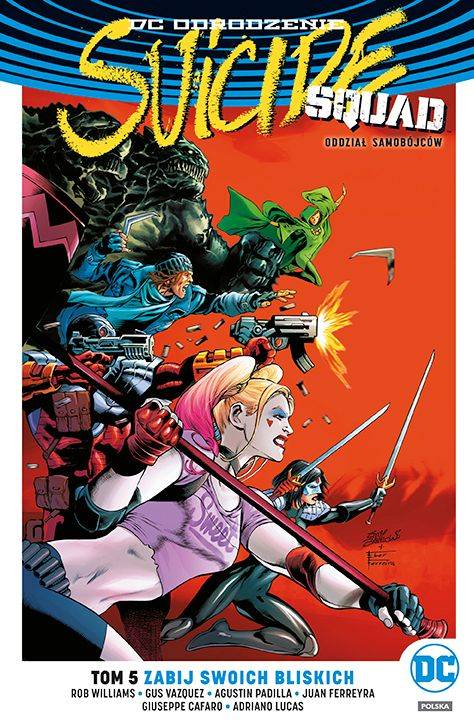 DC ODRODZENIE
SUICIDE
SQUAD
ODDZIAŁ SAMOBÓJCÓW
SQUAD
TOM 5 ZABIJ SWOICH BLISKICH
ROB WILLIAMS • GUS VAZQUEZ • AGUSTIN PADILLA • JUAN FERREYRA
GIUSEPPE CAFARO • ADRIANO LUCAS
DC
POLSKA